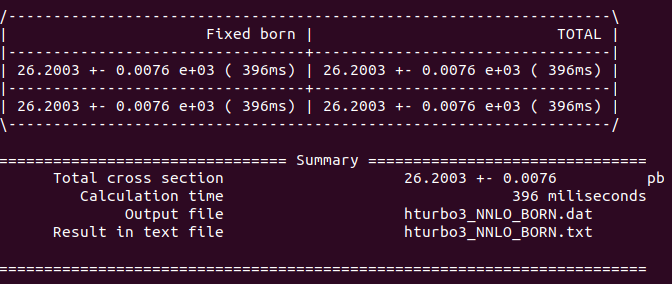 /--------------------------------------------------------------------\
|                       Fixed born |                           TOTAL |
|----------------------------------+---------------------------------|
| 26.2003 +- 0.0076 e+03 ( 396ms) | 26.2003 +- 0.0076 e+03 ( 396ms) |
|----------------------------------+---------------------------------|
| 26.2003 +- 0.0076 e+03 ( 396ms) | 26.2003 +- 0.0076 e+03 ( 396ms) |
\--------------------------------------------------------------------/
================================ Summary ===============================
Total cross section 26.2003 +- 0.0076 pb
Calculation time 396 miliseconds
Output file hturbo3_NNLO_BORN.dat
Result in text file hturbo3_NNLO_BORN.txt
========================================================================